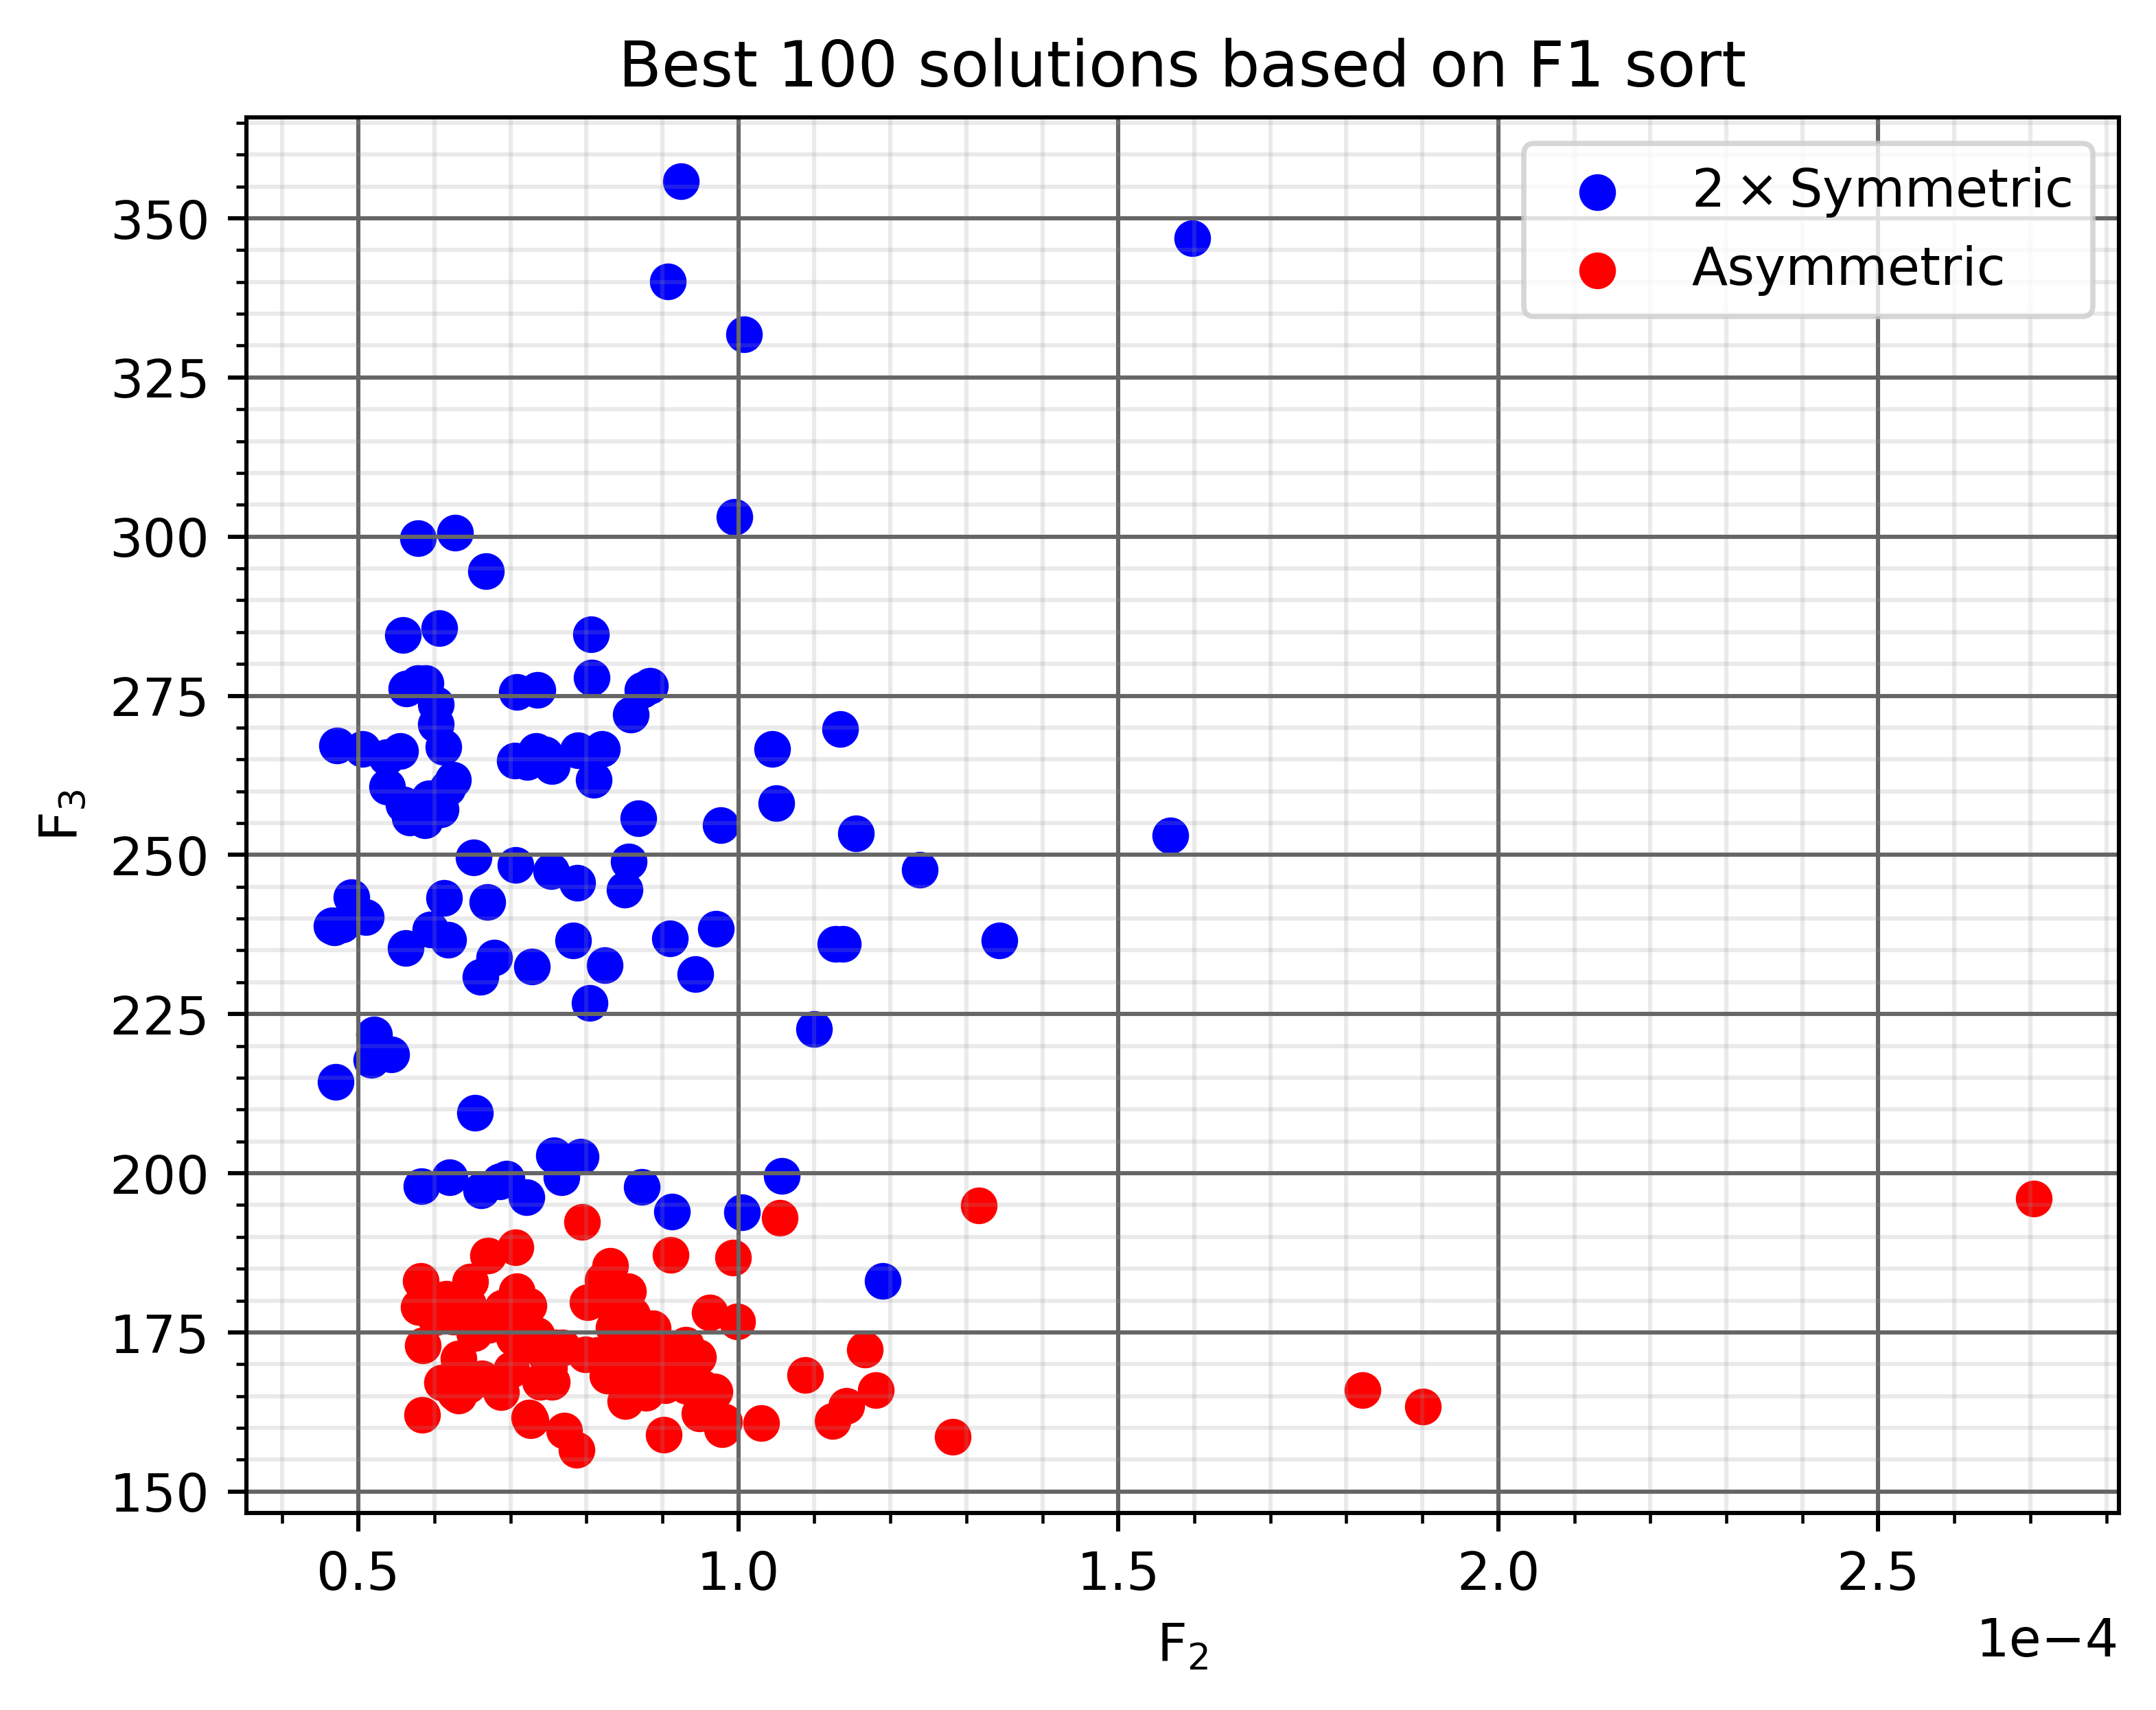 Best 100 solutions based on F1 sort
2 × Symmetric
Asymmetric
350
325
300
275
250
225
200
175
150
F₃
0.5 1.0 1.5 2.0 2.5
F₂
1e−4